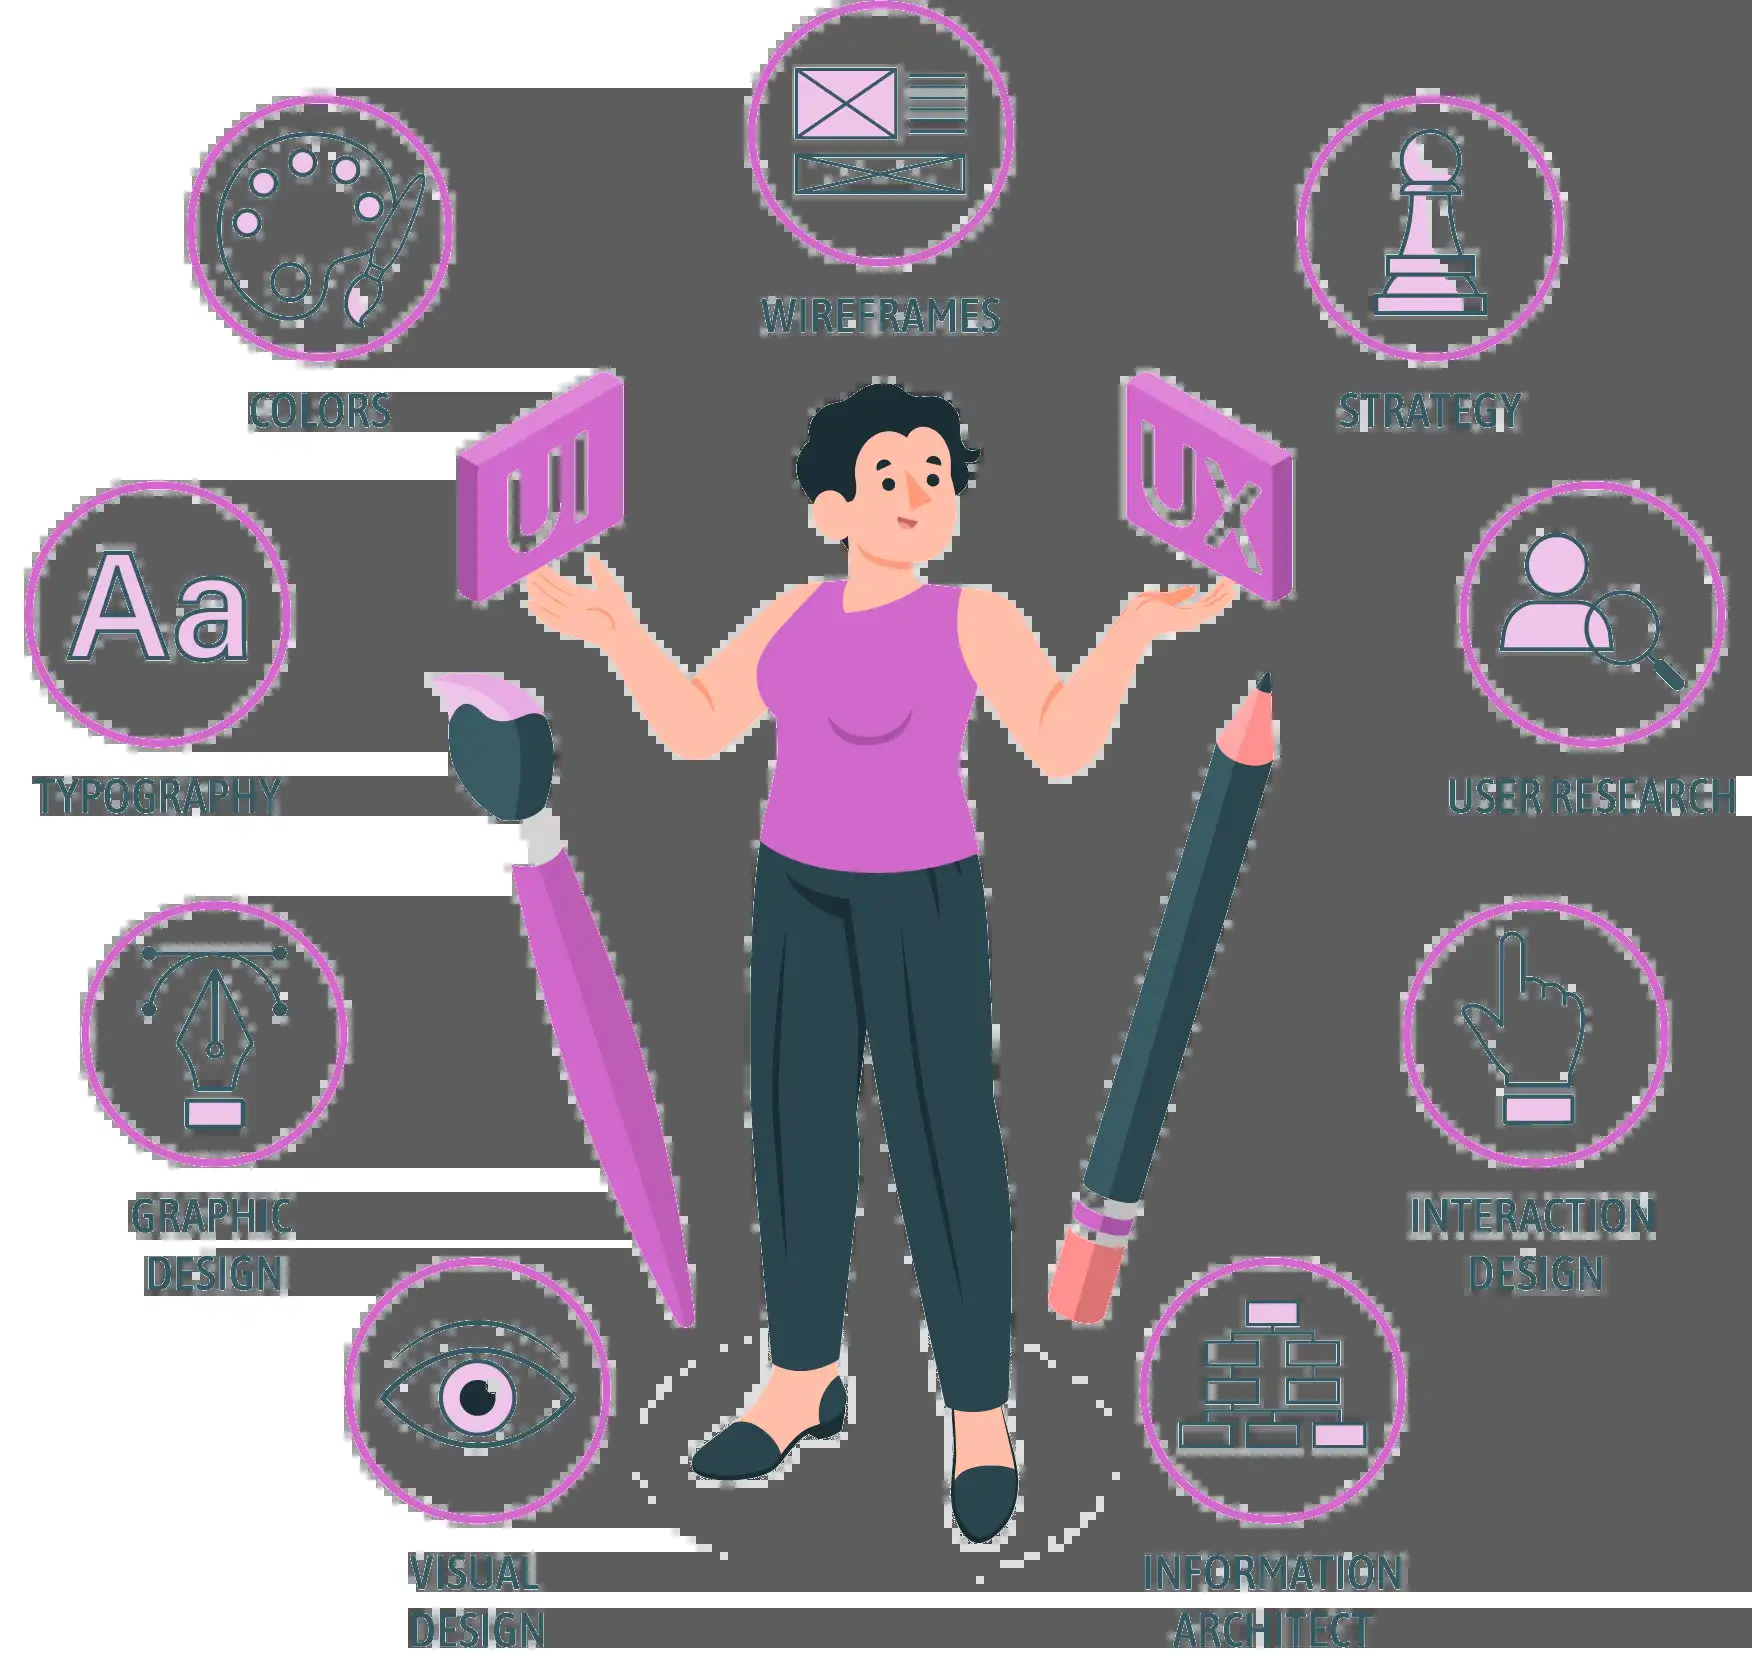 WIREFRAMES
COLORS
STRATEGY
UI
UX
Aa
TYPOGRAPHY
USER RESEARCH
GRAPHIC
DESIGN
INTERACTION
DESIGN
VISUAL
DESIGN
INFORMATION
ARCHITECT